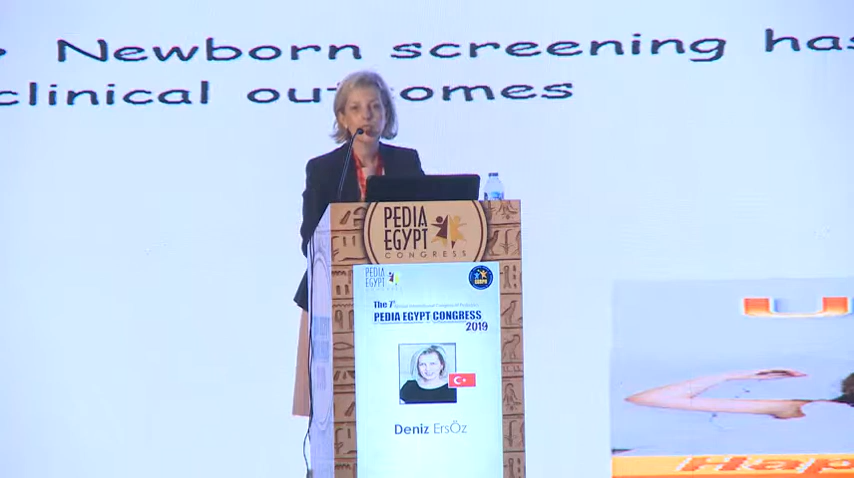 Newborn screening has
clinical outcomes
PEDIA
EGYPT
CONGRESS
PEDIA
EGYPT
CONGRESS
The 7th
PEDIA EGYPT CONGRESS
2019
Deniz ErsÖz
Hap